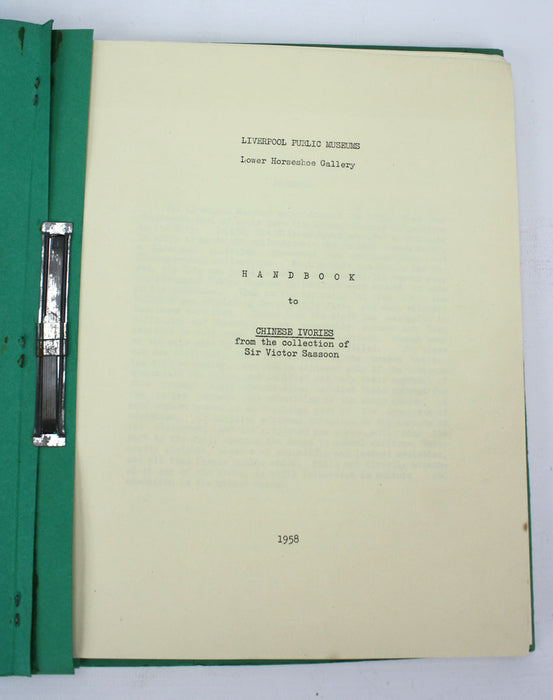 LIVERPOOL PUBLIC MUSEUMS
Lower Horseshoe Gallery
H A N D B O O K
to
CHINESE IVORIES
from the collection of
Sir Victor Sassoon
1958